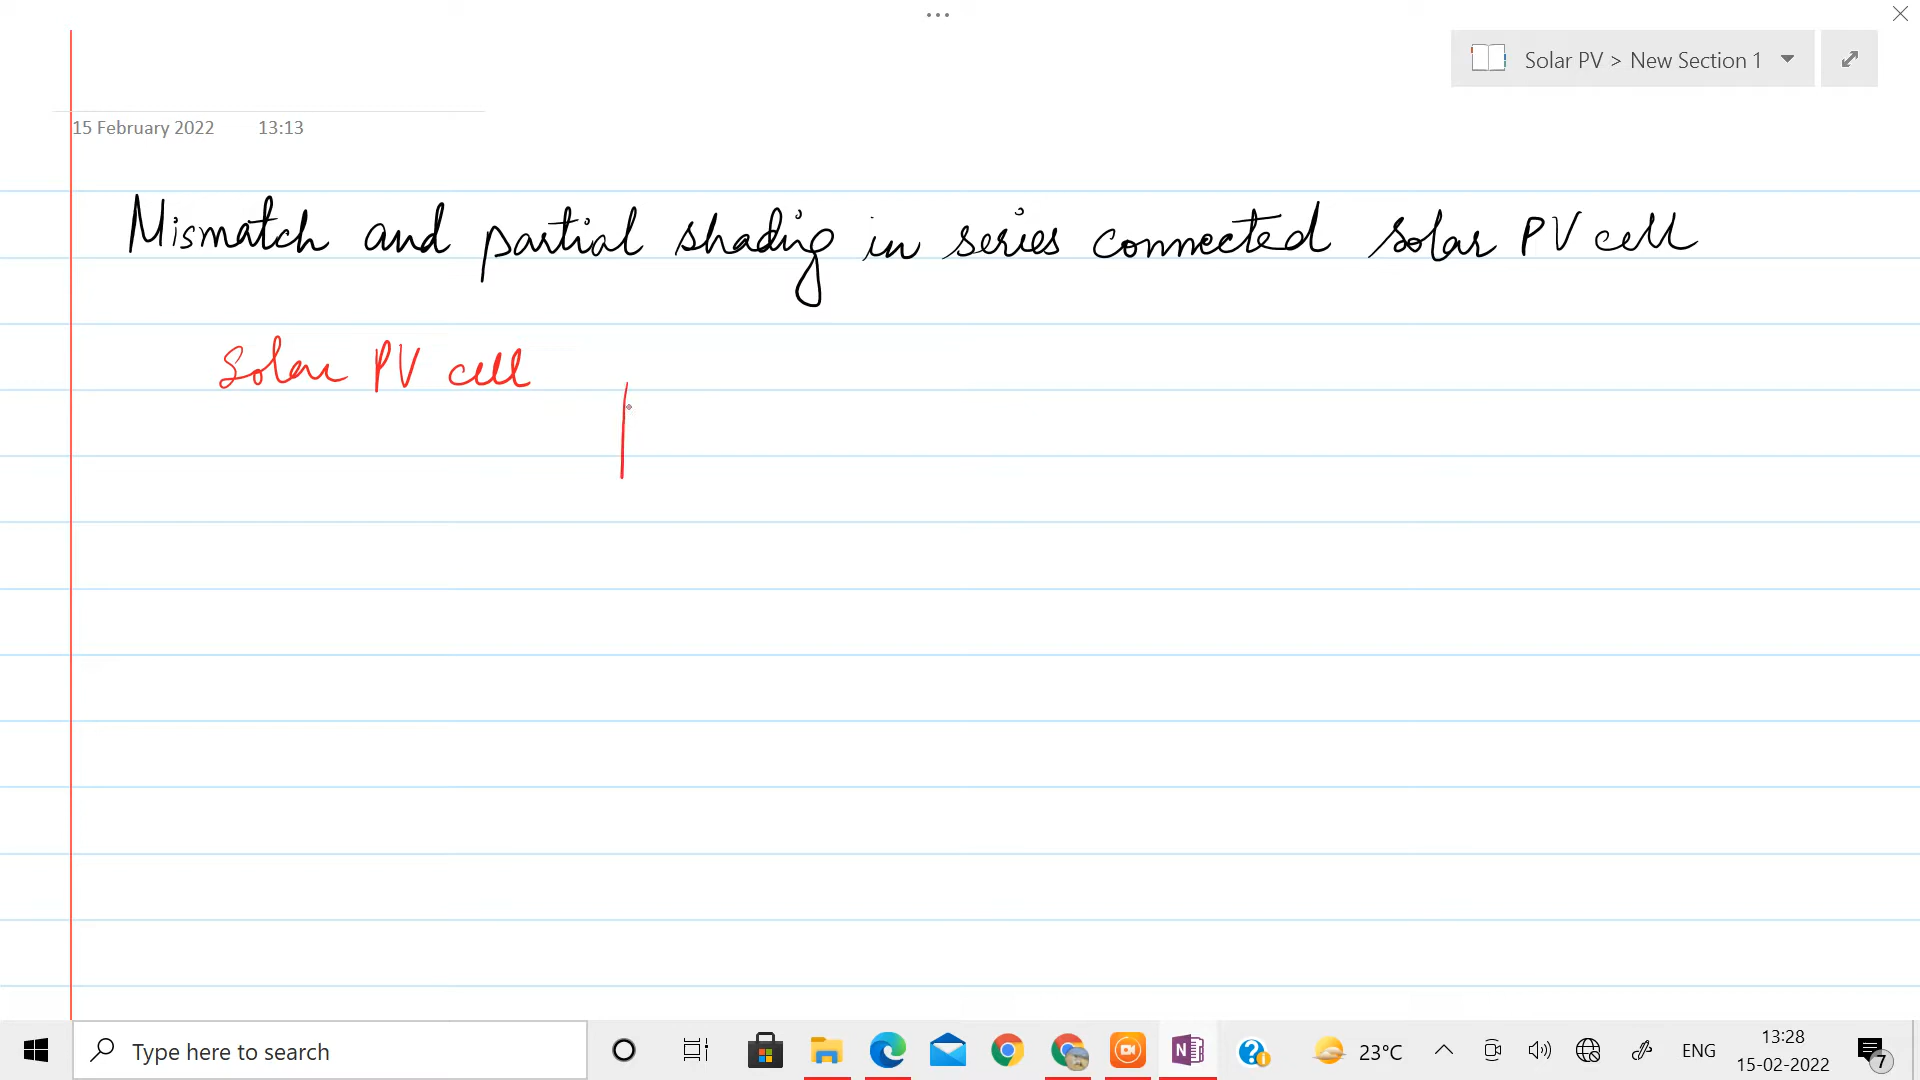 Solar PV > New Section 1
15 February 2022 13:13
Mismatch and partial shading in series connected solar PV cell
Solar PV cell
Type here to search
23°C
ENG
13:28
15-02-2022
7